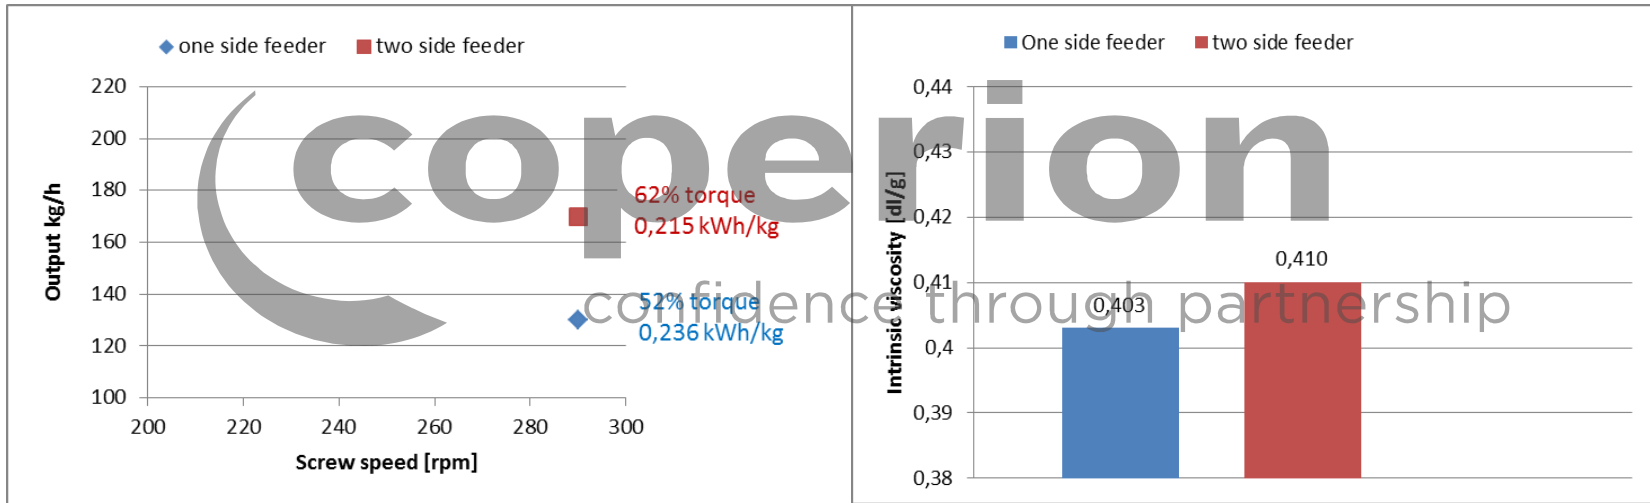 one side feeder
two side feeder
220
200
180
160
140
120
100
200 220 240 260 280 300
Output kg/h
Screw speed [rpm]
62% torque
0,215 kWh/kg
52% torque
0,236 kWh/kg
One side feeder
two side feeder
0,44
0,43
0,42
0,41
0,4
0,39
0,38
Intrinsic viscosity [dl/g]
0,403
0,410
coperion
confidence through partnership